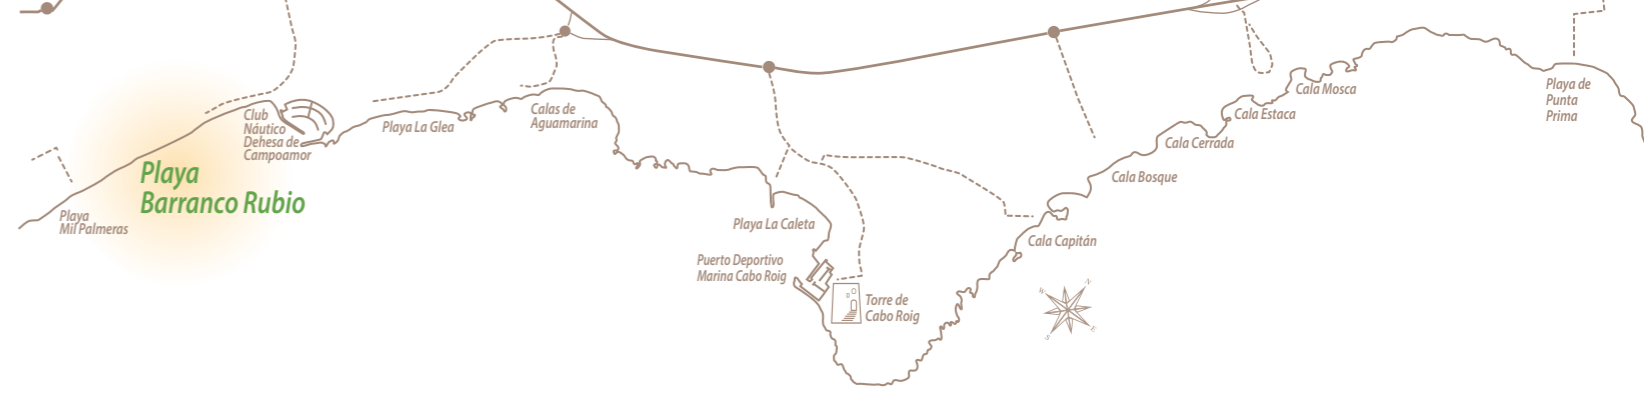 Playa
Mil Palmeras
Playa
Barranco Rubio
Club
Náutico
Dehesa de
Campoamor
Playa La Glea
Calas de
Aguamarina
Playa La Caleta
Puerto Deportivo
Marina Cabo Roig
Torre de
Cabo Roig
Cala Capitán
Cala Bosque
Cala Cerrada
Cala Estaca
Cala Mosca
Playa de
Punta
Prima
N
W
E
S